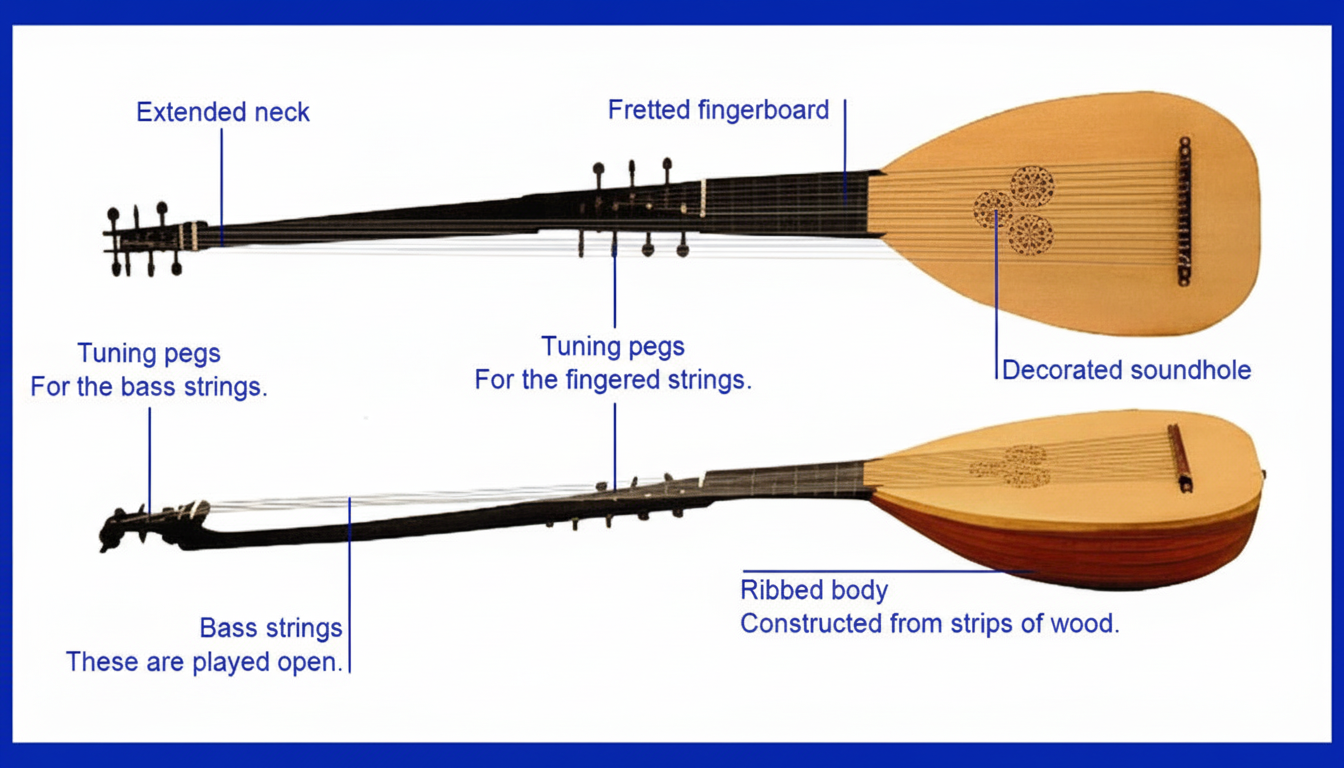 Extended neck
Fretted fingerboard
Tuning pegs
For the bass strings.
Tuning pegs
For the fingered strings.
Decorated soundhole
Bass strings
These are played open.
Ribbed body
Constructed from strips of wood.